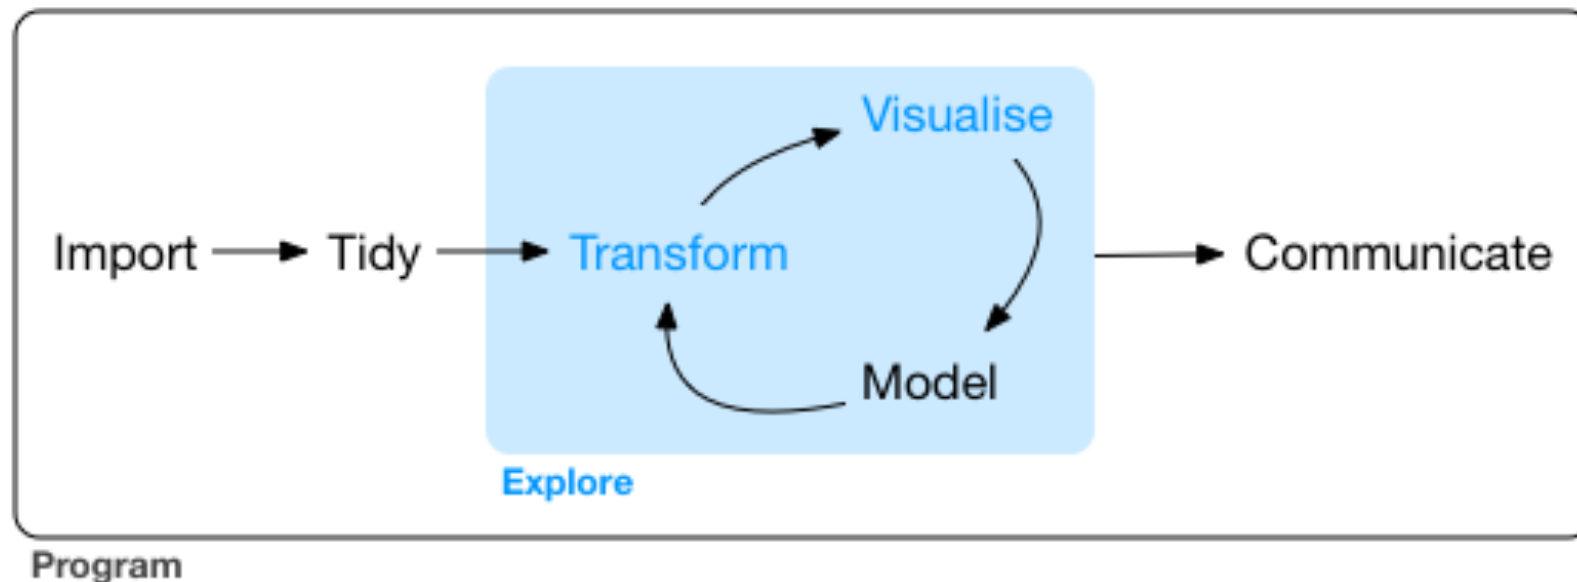 Visualise
Import Tidy Transform Communicate
Model
Explore
Program